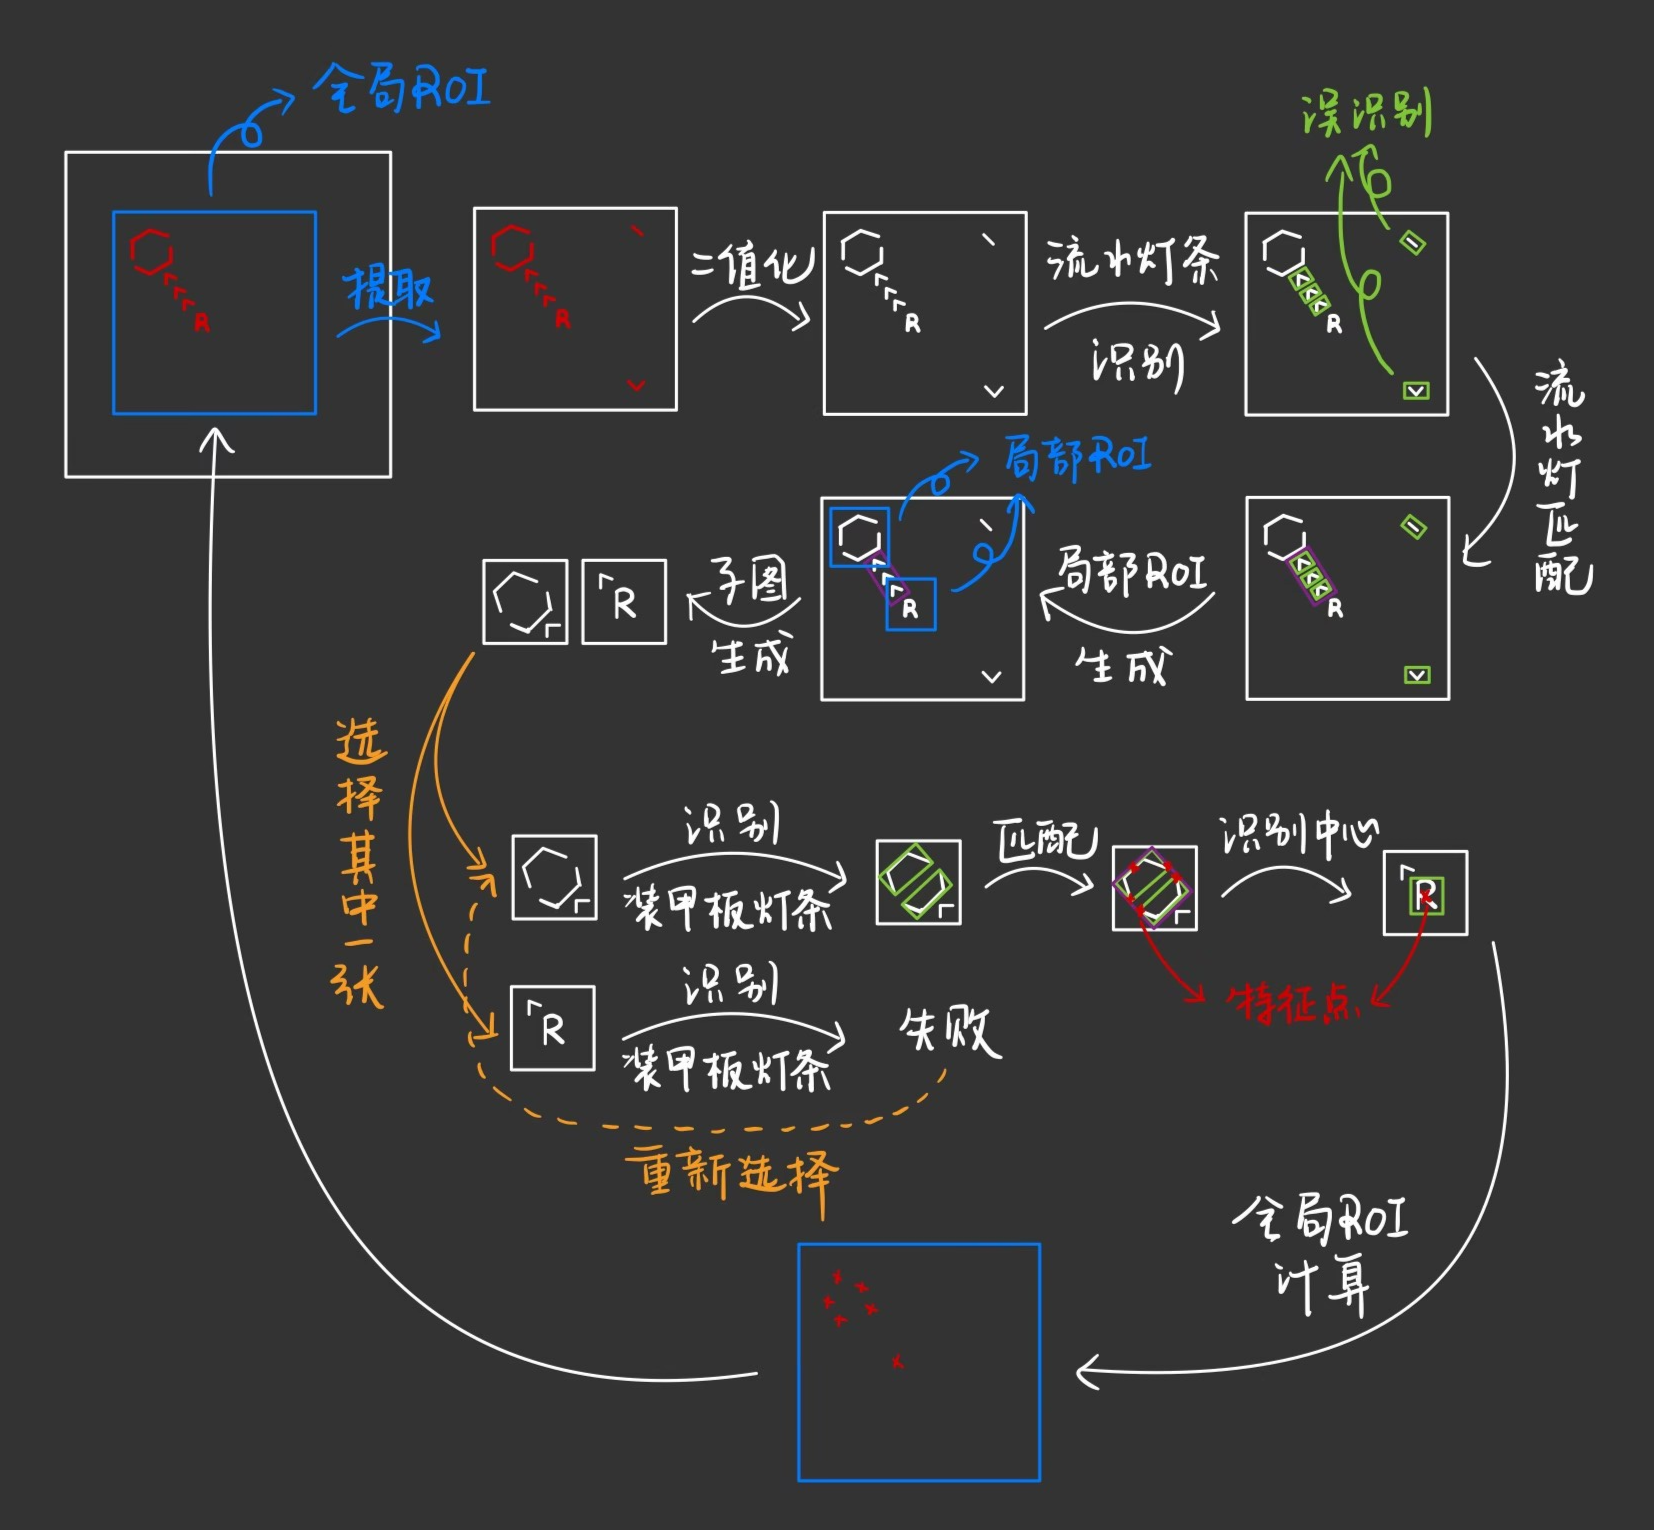 全局ROI
误识别
R
提取
R
二值化
R
流水灯条
识别
R
流水灯匹配
局部ROI
R
子图
生成
R
局部ROI
生成
R
选择其中一张
识别
装甲板灯条
匹配
识别中心
R
特征点
R
识别
装甲板灯条
失败
重新选择
全局ROI
计算